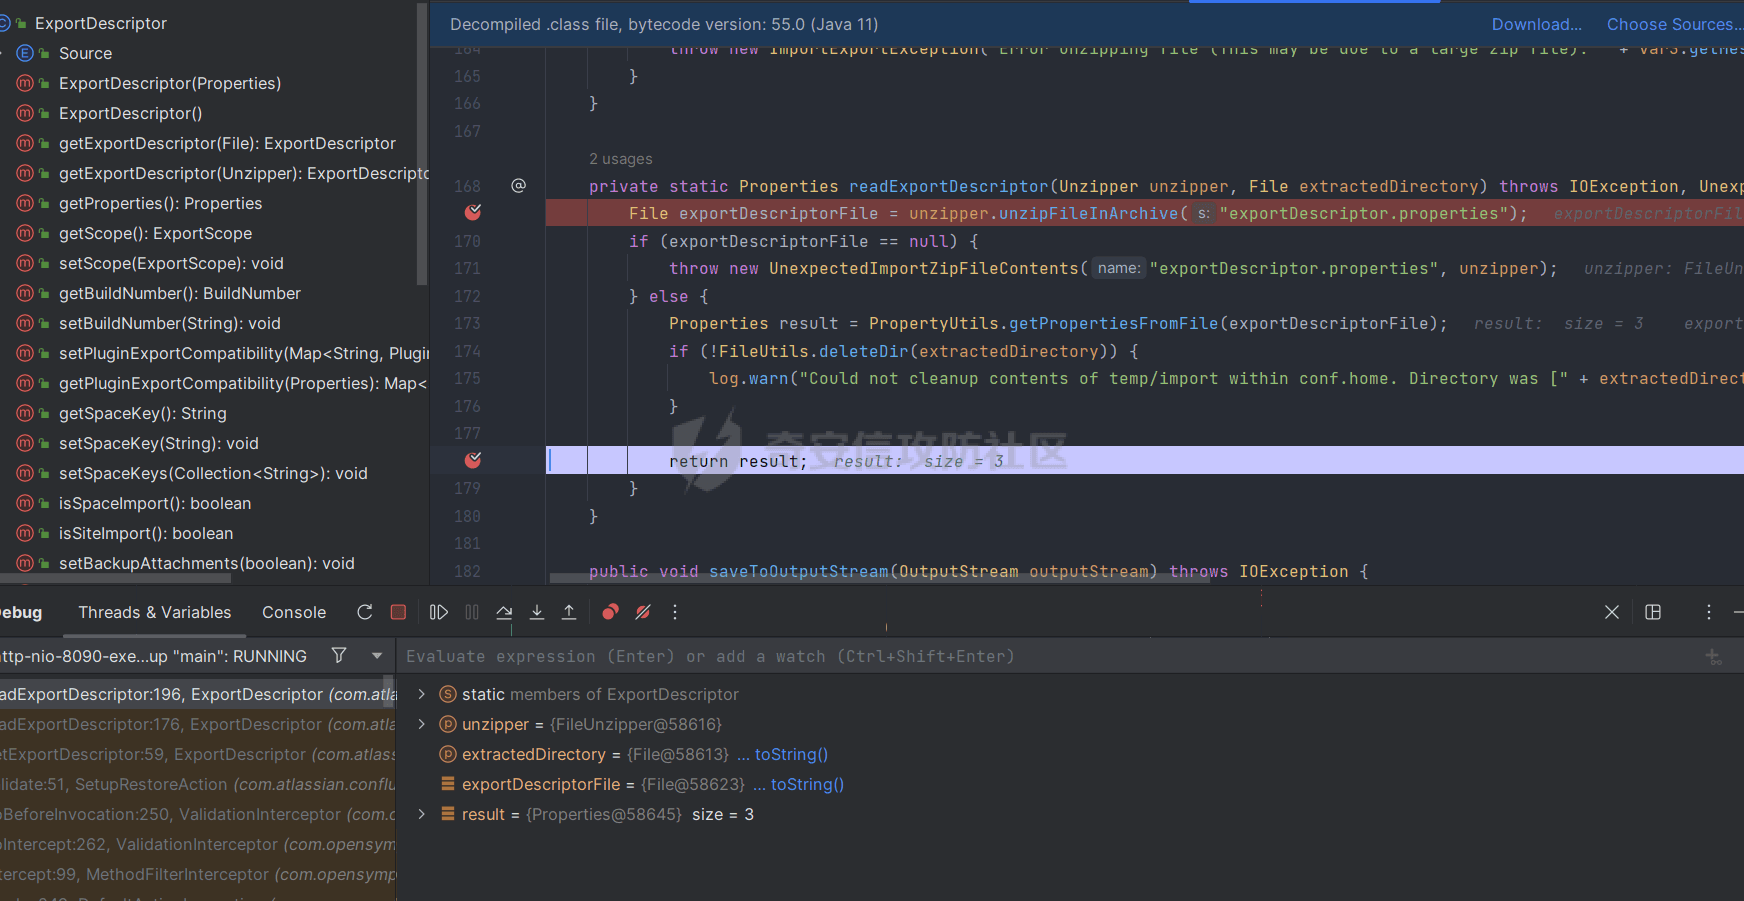 ExportDescriptor
Source
ExportDescriptor(Properties)
ExportDescriptor()
getExportDescriptor(File): ExportDescriptor
getExportDescriptor(Unzipper): ExportDescripto
getProperties(): Properties
getScope(): ExportScope
setScope(ExportScope): void
getBuildNumber(): BuildNumber
setBuildNumber(String): void
setPluginExportCompatibility(Map<String, Plugin
getPluginExportCompatibility(Properties): Map<
getSpaceKey(): String
setSpaceKey(String): void
setSpaceKeys(Collection<String>): void
isSpaceImport(): boolean
isSiteImport(): boolean
setBackupAttachments(boolean): void
Decompiled .class file, bytecode version: 55.0 (Java 11) Download... Choose Sources...
164 throw new ImportExportException("Error unzipping file (This may be due to a large zip file): " + var3.getMes
165 }
166 }
167
2 usages
168 @ private static Properties readExportDescriptor(Unzipper unzipper, File extractedDirectory) throws IOException, Unexp
File exportDescriptorFile = unzipper.unzipFileInArchive( s: "exportDescriptor.properties"); exportDescriptorFil
170 if (exportDescriptorFile == null) {
171 throw new UnexpectedImportZipFileContents( name: "exportDescriptor.properties", unzipper); unzipper: FileUn
172 } else {
173 Properties result = PropertyUtils.getPropertiesFromFile(exportDescriptorFile); result: size = 3 export
174 if (!FileUtils.deleteDir(extractedDirectory)) {
175 log.warn("Could not cleanup contents of temp/import within conf.home. Directory was [" + extractedDirect
176 }
177
return result; result: size = 3
179 }
180 }
181
182 public void saveToOutputStream(OutputStream outputStream) throws IOException {
奇安信攻防社区
ebug Threads & Variables Console
ttp-nio-8090-exe...up "main": RUNNING
Evaluate expression (Enter) or add a watch (Ctrl+Shift+Enter)
adExportDescriptor:196, ExportDescriptor (com.atla
adExportDescriptor:176, ExportDescriptor (com.atla
etExportDescriptor:59, ExportDescriptor (com.atlass
lidate:51, SetupRestoreAction (com.atlassian.conflu
oBeforeInvocation:250, ValidationInterceptor (com.o
oIntercept:262, ValidationInterceptor (com.opensym
tercept:99, MethodFilterInterceptor (com.opensymp
static members of ExportDescriptor
unzipper = {FileUnzipper@58616}
extractedDirectory = {File@58613} ... toString()
exportDescriptorFile = {File@58623} ... toString()
result = {Properties@58645} size = 3